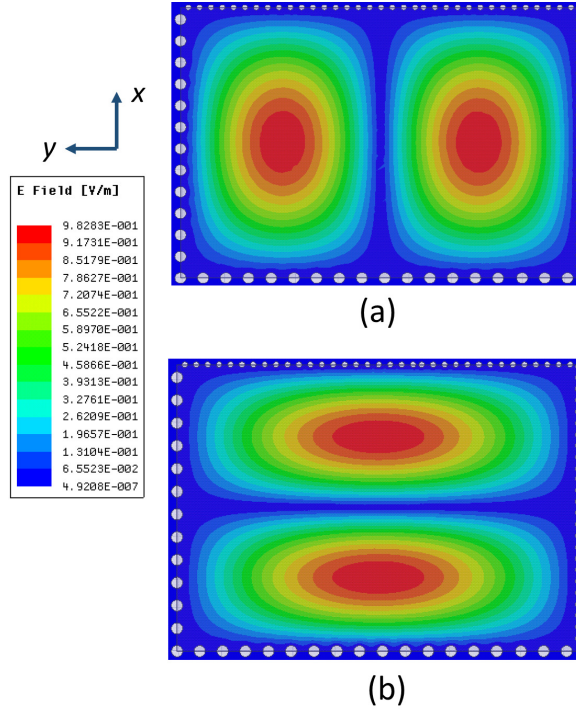 x
y
E Field [V/m]
9.8283E-001
9.1731E-001
8.5179E-001
7.8627E-001
7.2074E-001
6.5522E-001
5.8970E-001
5.2418E-001
4.5866E-001
3.9313E-001
3.2761E-001
2.6209E-001
1.9657E-001
1.3104E-001
6.5523E-002
4.9208E-007
(a)
(b)